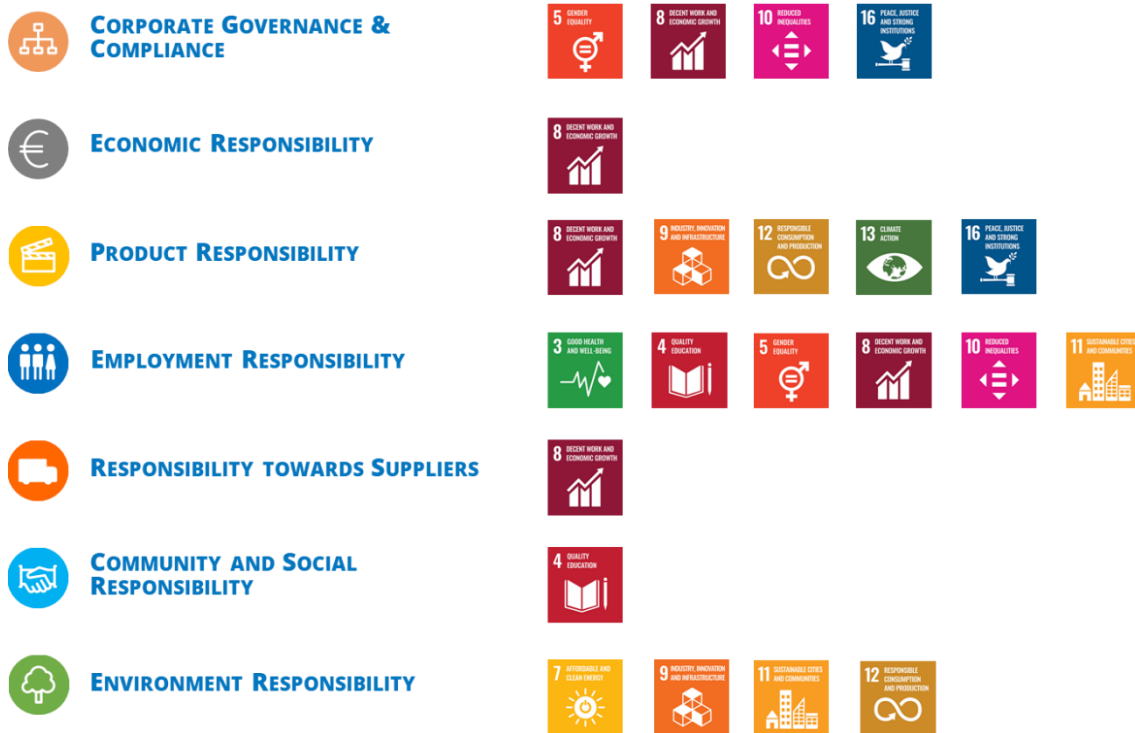 CORPORATE GOVERNANCE &
COMPLIANCE
5 GENDER
EQUALITY
8 DECENT WORK AND
ECONOMIC GROWTH
10 REDUCED
INEQUALITIES
16 PEACE, JUSTICE
AND STRONG
INSTITUTIONS
€
ECONOMIC RESPONSIBILITY
8 DECENT WORK AND
ECONOMIC GROWTH
PRODUCT RESPONSIBILITY
8 DECENT WORK AND
ECONOMIC GROWTH
9 INDUSTRY, INNOVATION
AND INFRASTRUCTURE
12 RESPONSIBLE
CONSUMPTION
AND PRODUCTION
13 CLIMATE
ACTION
16 PEACE, JUSTICE
AND STRONG
INSTITUTIONS
EMPLOYMENT RESPONSIBILITY
3 GOOD HEALTH
AND WELL-BEING
4 QUALITY
EDUCATION
5 GENDER
EQUALITY
8 DECENT WORK AND
ECONOMIC GROWTH
10 REDUCED
INEQUALITIES
11 SUSTAINABLE CITIES
AND COMMUNITIES
RESPONSIBILITY TOWARDS SUPPLIERS
8 DECENT WORK AND
ECONOMIC GROWTH
COMMUNITY AND SOCIAL
RESPONSIBILITY
4 QUALITY
EDUCATION
ENVIRONMENT RESPONSIBILITY
7 AFFORDABLE AND
CLEAN ENERGY
9 INDUSTRY, INNOVATION
AND INFRASTRUCTURE
11 SUSTAINABLE CITIES
AND COMMUNITIES
12 RESPONSIBLE
CONSUMPTION
AND PRODUCTION